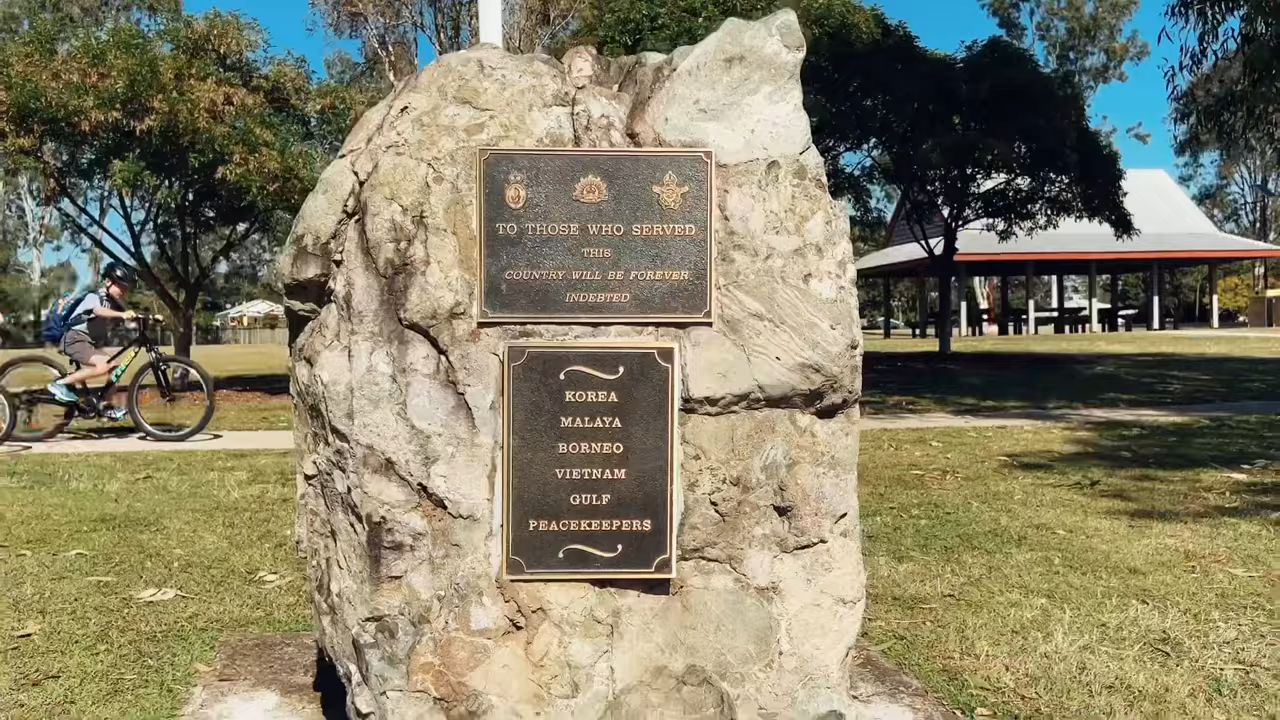 TO THOSE WHO SERVED
THIS
COUNTRY WILL BE FOREVER
INDEBTED
KOREA
MALAYA
BORNEO
VIETNAM
GULF
PEACEKEEPERS